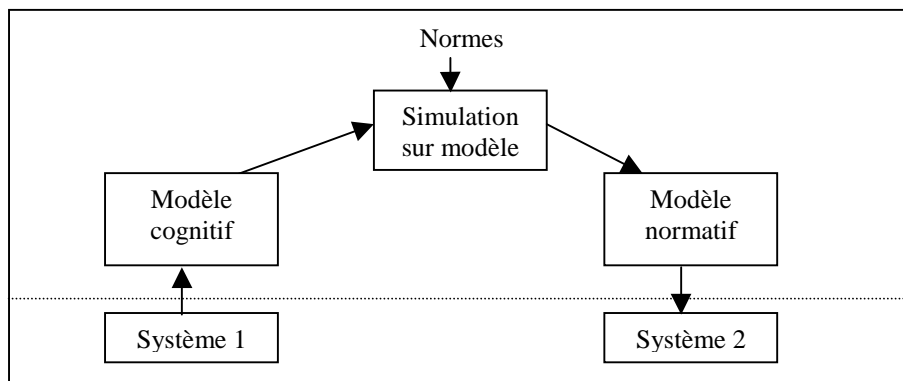 Normes
Simulation
sur modèle
Modèle
cognitif
Modèle
normatif
Système 1
Système 2